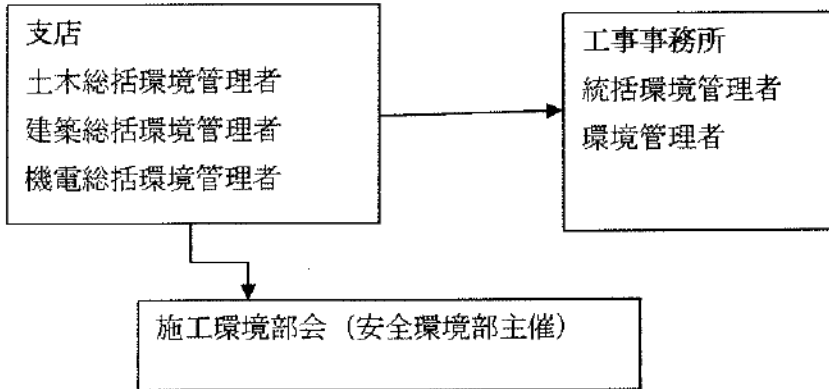 支店
土木総括環境管理者
建築総括環境管理者
機電総括環境管理者
工事事務所
統括環境管理者
環境管理者
施工環境部会（安全環境部主催）